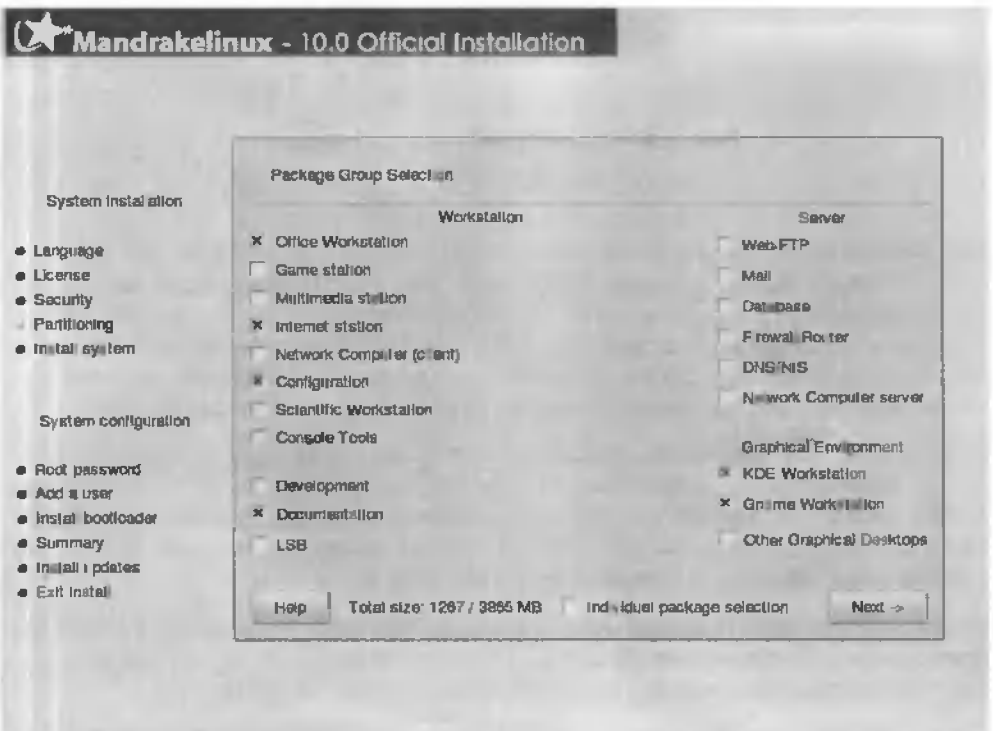 Mandrakelinux - 10.0 Official Installation
System installation
Language
License
Security
Partitioning
Install system
System configuration
Root password
Add a user
Install bootloader
Summary
Install updates
Exit install
Package Group Selection
Workstation
Office Workstation
Game station
Multimedia station
Internet station
Network Computer (client)
Configuration
Scientific Workstation
Console Tools
Development
Documentation
LSB
Server
Web/FTP
Mail
Database
Firewall/Router
DNS/NIS
Network Computer server
Graphical Environment
KDE Workstation
Gnome Workstation
Other Graphical Desktops
Help Total size: 1267 / 3865 MB Individual package selection Next ->